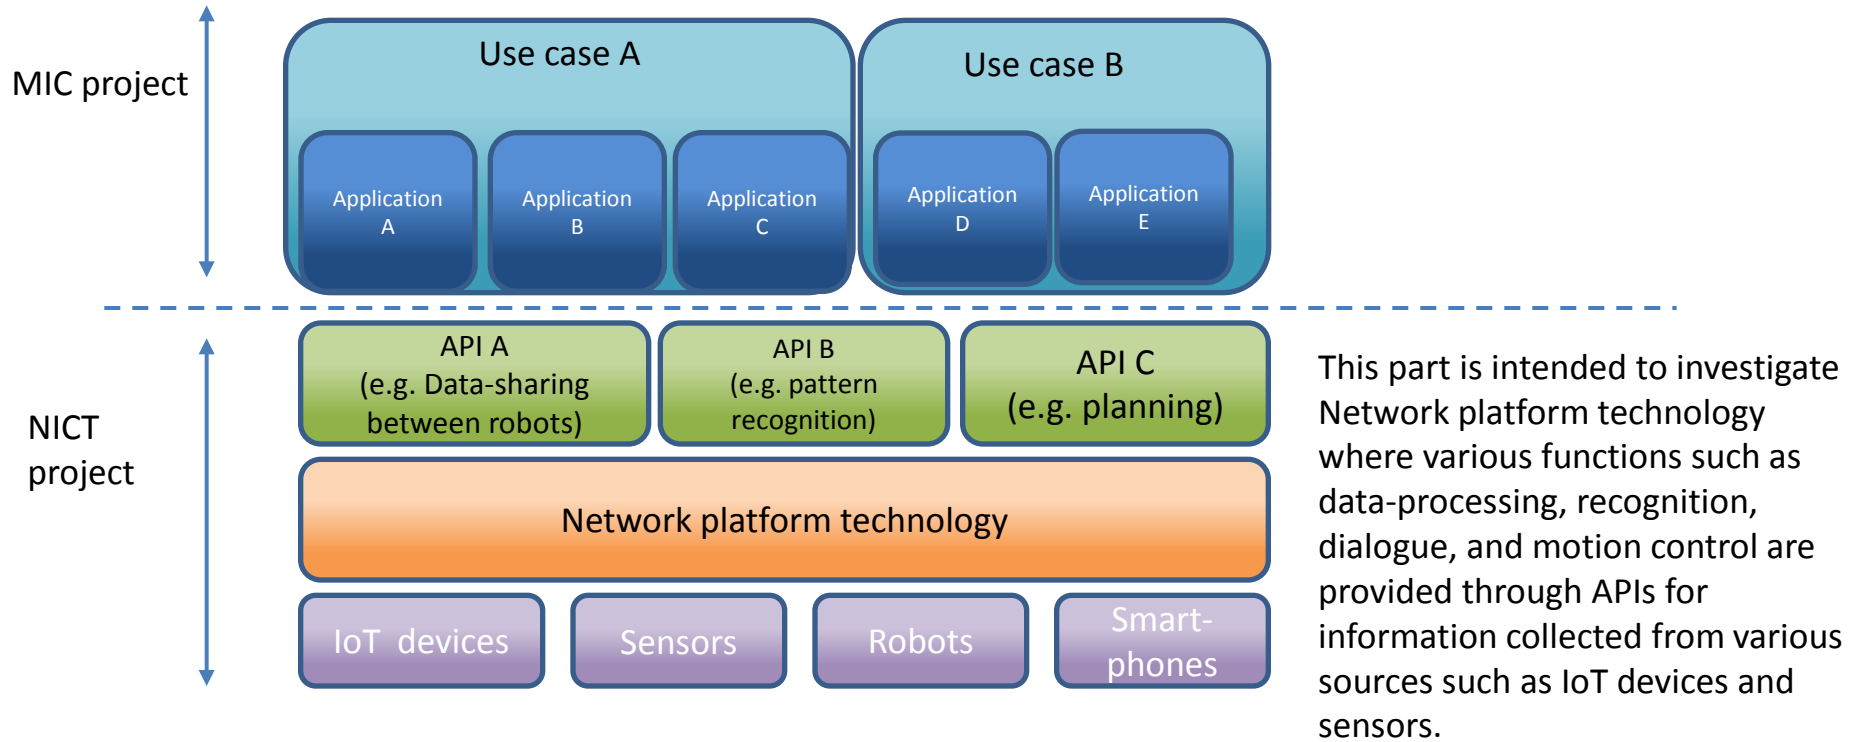 MIC project
Use case A
Use case B
Application
A
Application
B
Application
C
Application
D
Application
E
NICT
project
API A
(e.g. Data-sharing
between robots)
API B
(e.g. pattern
recognition)
API C
(e.g. planning)
Network platform technology
IoT devices
Sensors
Robots
Smart-
phones
This part is intended to investigate
Network platform technology
where various functions such as
data-processing, recognition,
dialogue, and motion control are
provided through APIs for
information collected from various
sources such as IoT devices and
sensors.